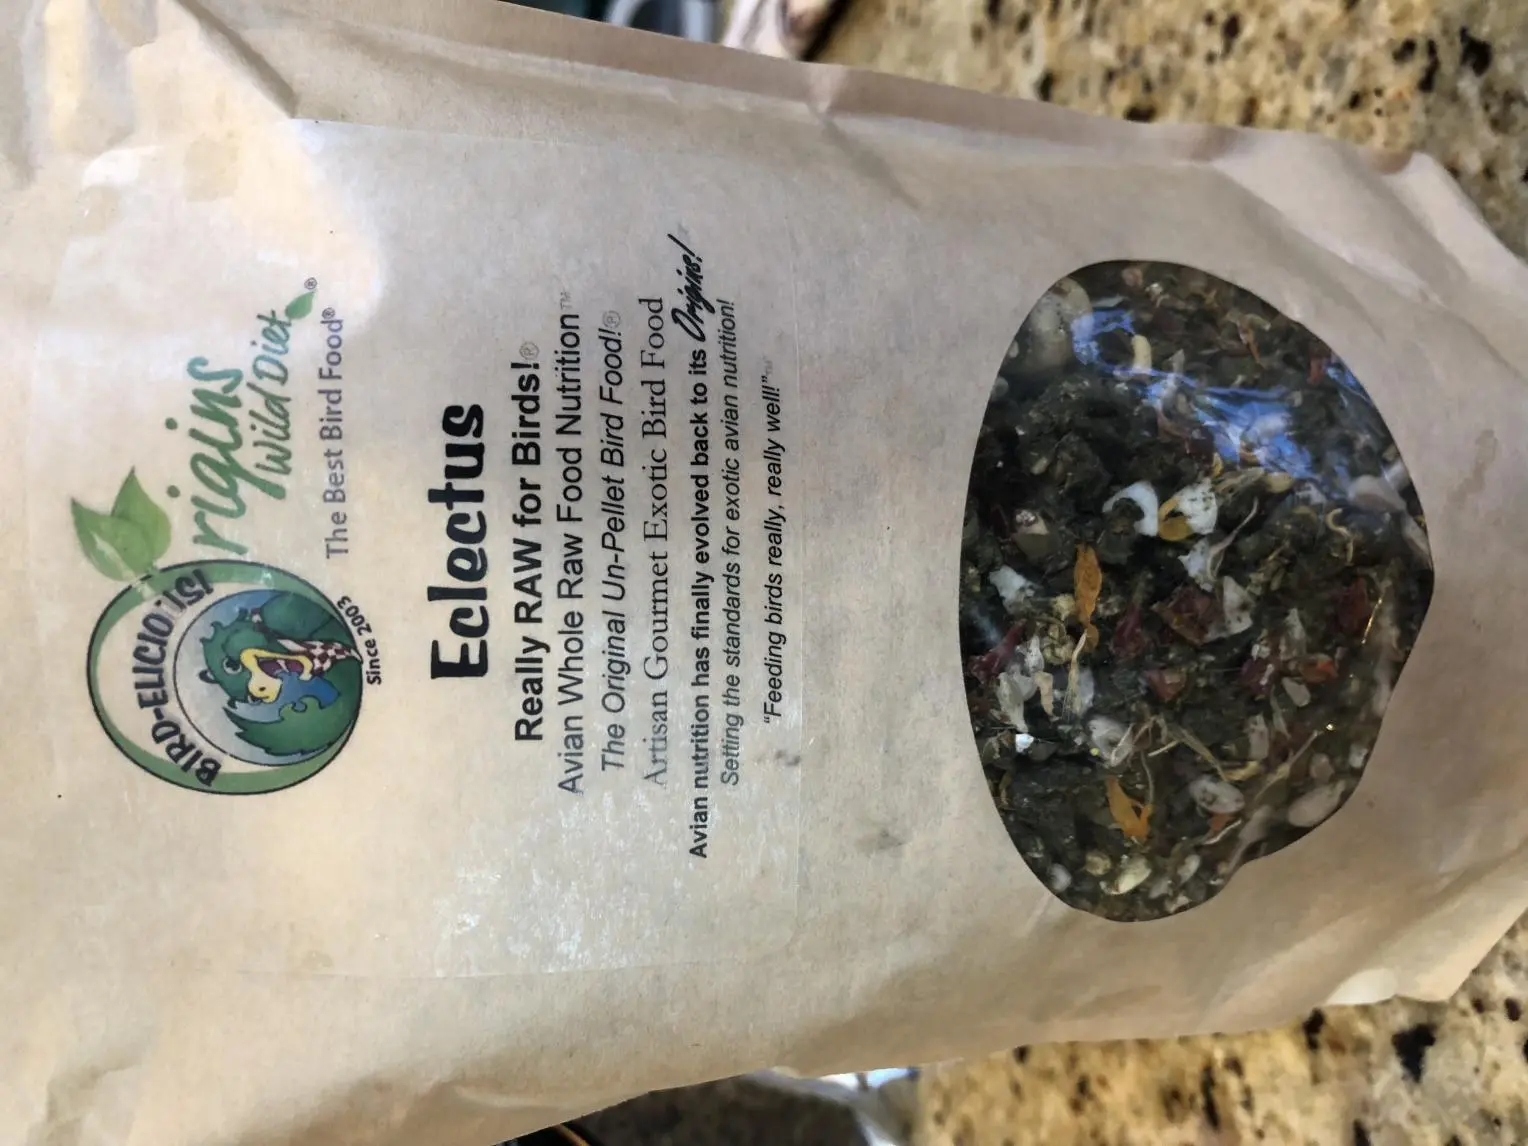 BIRD-ELICIOUS!
Origins
Wild Diet®
The Best Bird Food®
Since 2003
Eclectus
Really RAW for Birds!®
Avian Whole Raw Food Nutrition™
The Original Un-Pellet Bird Food!®
Artisan Gourmet Exotic Bird Food
Avian nutrition has finally evolved back to its Origins!
Setting the standards for exotic avian nutrition!
“Feeding birds really, really well!”™